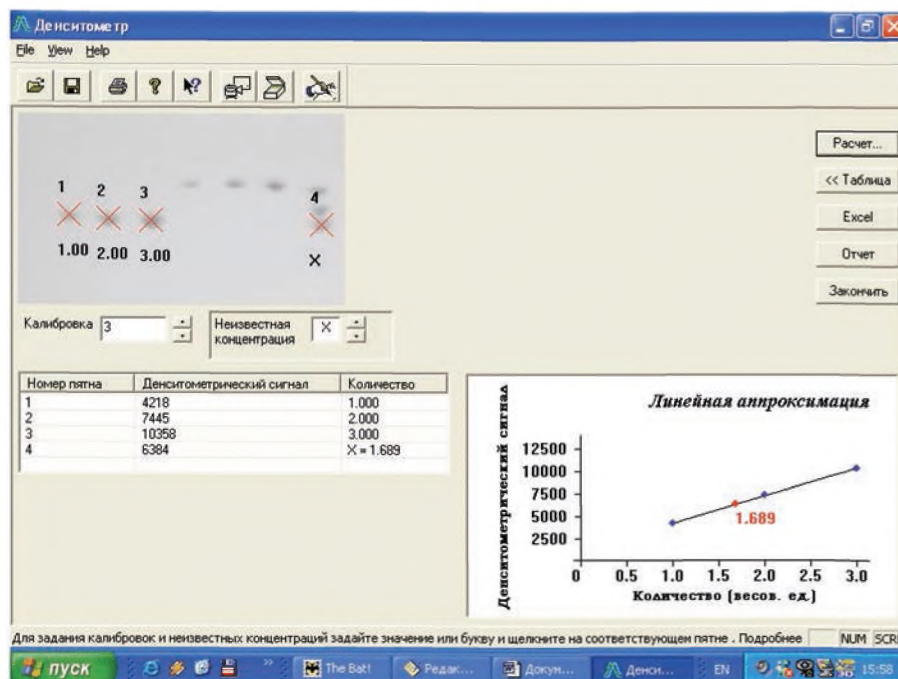 Денситометр
File View Help
1 2 3 4
1.00 2.00 3.00 X
Расчет...
<< Таблица
Excel
Отчет
Закончить
Калибровка 3
Неизвестная концентрация X
Номер пятна Денситометрический сигнал Количество
1 4218 1.000
2 7445 2.000
3 10358 3.000
4 6384 X = 1.689
Линейная аппроксимация
Денситометрический сигнал
12500
10000
7500
5000
2500
1.689
0 0.5 1.0 1.5 2.0 2.5 3.0
Количество (весов. ед.)
Для задания калибровок и неизвестных концентраций задайте значение или букву и щелкните на соответствующем пятне . Подробнее NUM SCRI
пуск » The Bat! Редак... Докум... Денси... EN 15:58